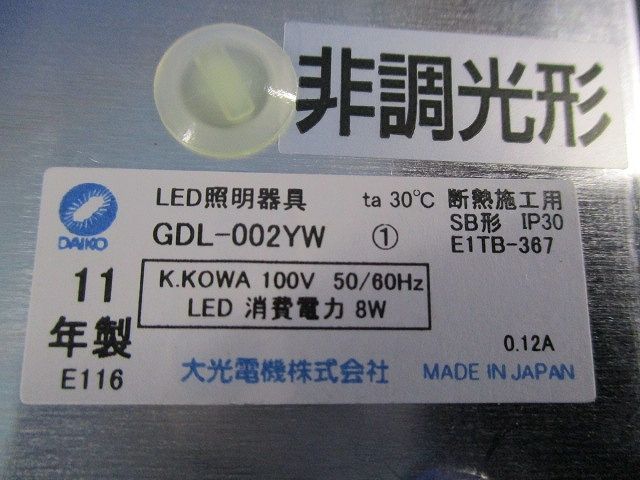 非調光形
DAIKO
LED照明器具 ta 30℃ 断熱施工用
SB形 IP30
GDL-002YW ① E1TB-367
K.KOWA 100V 50/60Hz
LED 消費電力 8W
11
年製
E116
0.12A
大光電機株式会社 MADE IN JAPAN